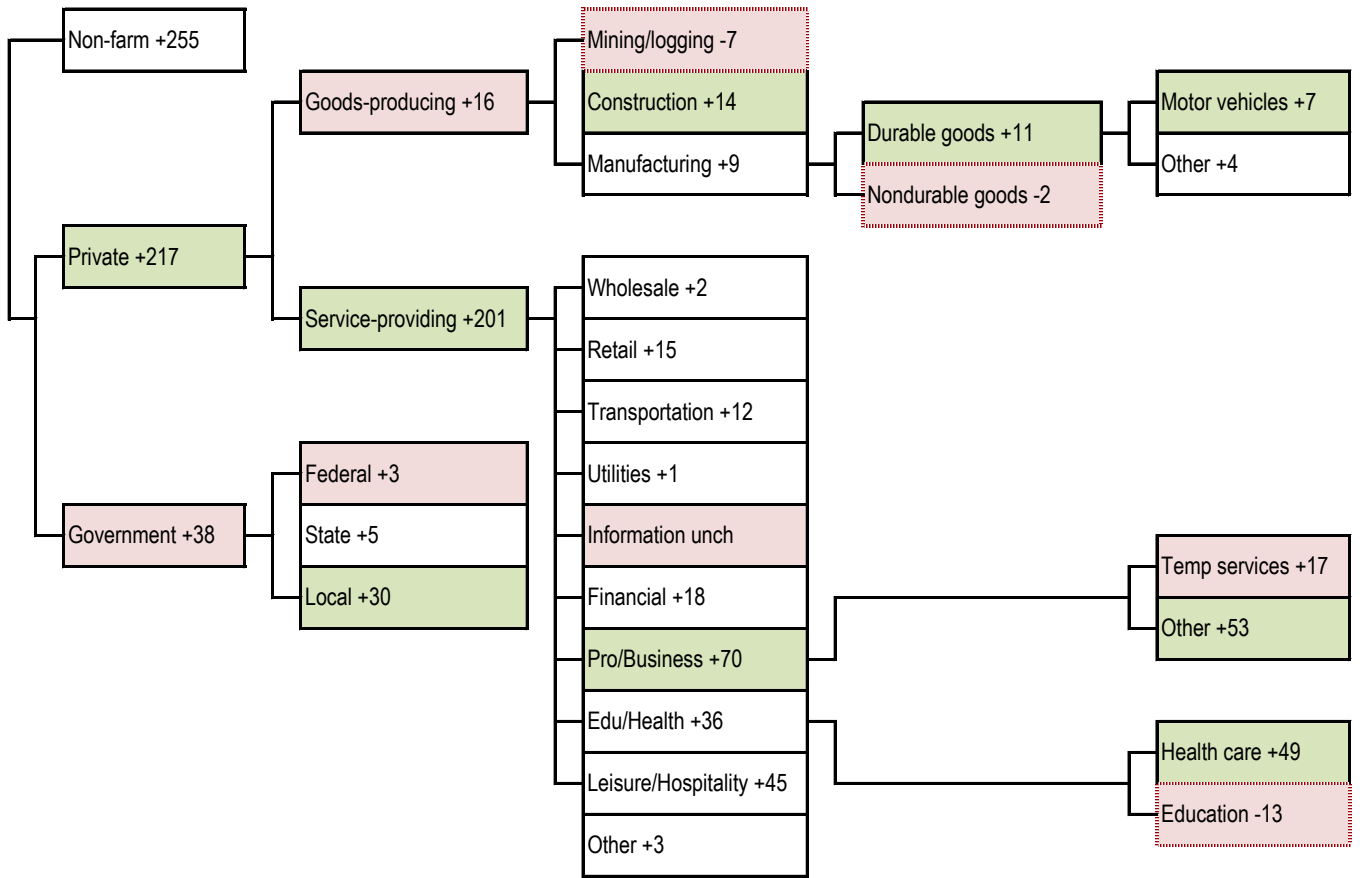 Non-farm +255
Private +217
Government +38
Goods-producing +16
Service-providing +201
Federal +3
State +5
Local +30
Mining/logging -7
Construction +14
Manufacturing +9
Wholesale +2
Retail +15
Transportation +12
Utilities +1
Information unch
Financial +18
Pro/Business +70
Edu/Health +36
Leisure/Hospitality +45
Other +3
Durable goods +11
Nondurable goods -2
Motor vehicles +7
Other +4
Temp services +17
Other +53
Health care +49
Education -13